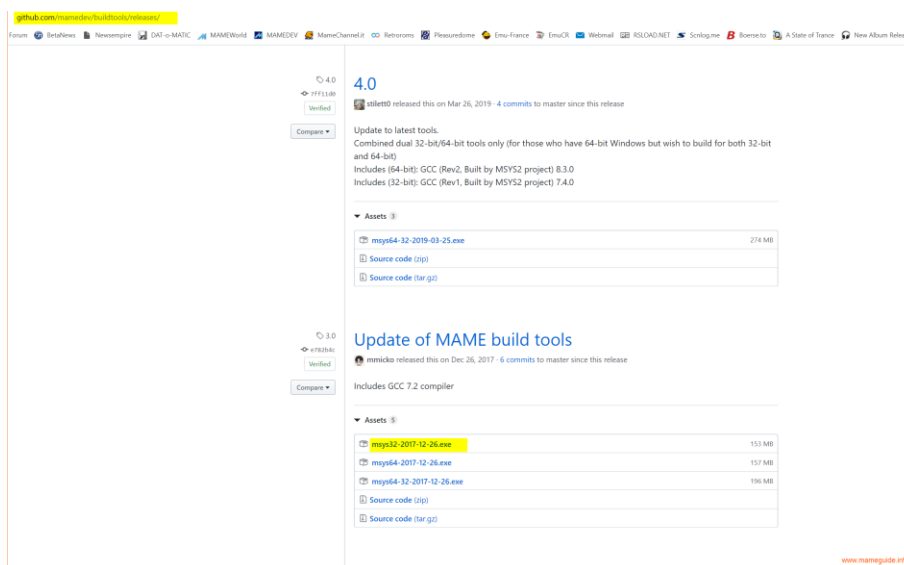 github.com/mamedev/buildtools/releases/
Forum BetaNews Newsempire DAT-o-MATIC MAMEWorld MAMEDEV MameChannel.it Retroroms Pleasuredome Emu-France EmuCR Webmail RSLOAD.NET Scnlog.me Boerse.to A State of Trance New Album Relea
4.0
7ff11d0
Verified
Compare
4.0
stilett0 released this on Mar 26, 2019 · 4 commits to master since this release
Update to latest tools.
Combined dual 32-bit/64-bit tools only (for those who have 64-bit Windows but wish to build for both 32-bit
and 64-bit)
Includes (64-bit): GCC (Rev2, Built by MSYS2 project) 8.3.0
Includes (32-bit): GCC (Rev1, Built by MSYS2 project) 7.4.0
Assets 3
msys64-32-2019-03-25.exe 274 MB
Source code (zip)
Source code (tar.gz)
3.0
e782b4c
Verified
Compare
Update of MAME build tools
mmicko released this on Dec 26, 2017 · 6 commits to master since this release
Includes GCC 7.2 compiler
Assets 5
msys32-2017-12-26.exe 153 MB
msys64-2017-12-26.exe 157 MB
msys64-32-2017-12-26.exe 196 MB
Source code (zip)
Source code (tar.gz)
www.mameguide.inf